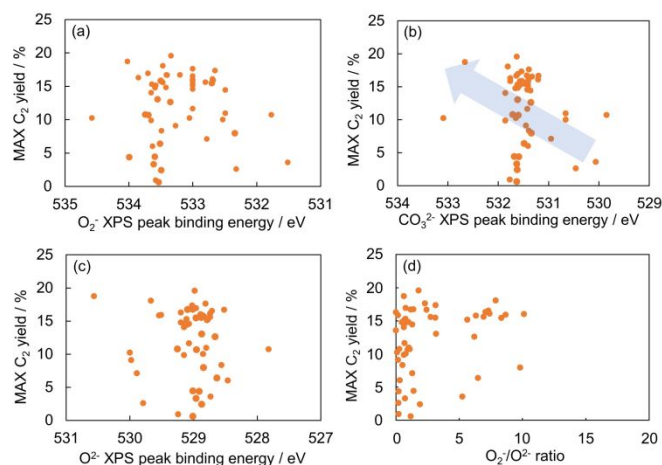 (a)
MAX C₂ yield / %
25
20
15
10
5
0
535 534 533 532 531
O₂⁻ XPS peak binding energy / eV
(b)
MAX C₂ yield / %
25
20
15
10
5
0
534 533 532 531 530 529
CO₃²⁻ XPS peak binding energy / eV
(c)
MAX C₂ yield / %
25
20
15
10
5
0
531 530 529 528 527
O²⁻ XPS peak binding energy / eV
(d)
MAX C₂ yield / %
25
20
15
10
5
0
0 5 10 15 20
O₂⁻/O²⁻ ratio